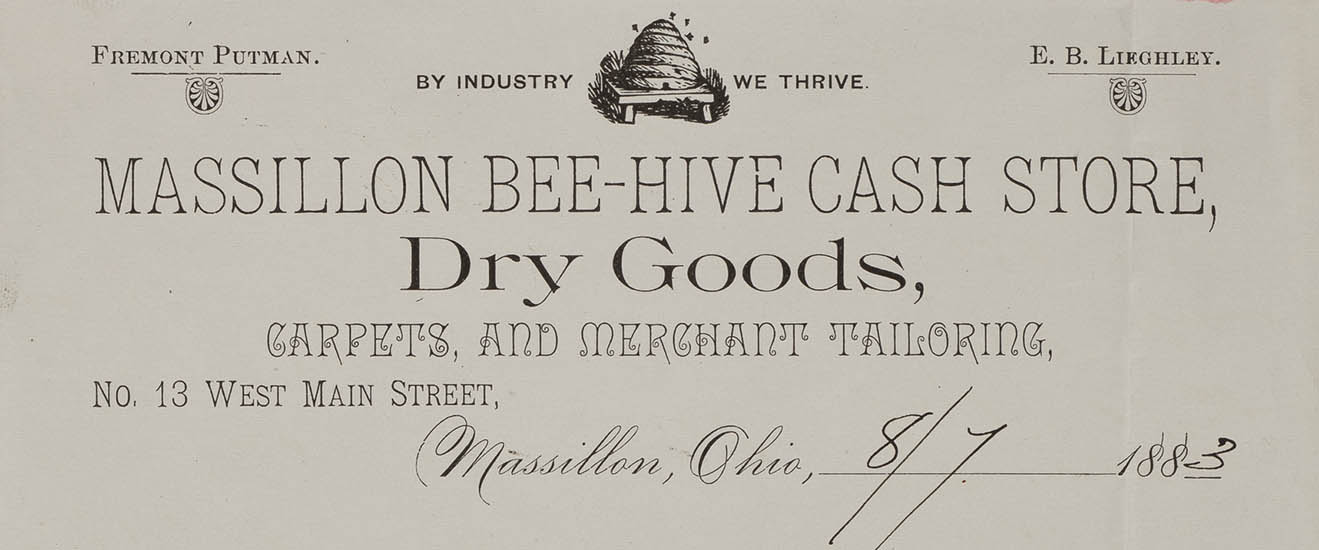 FREMONT PUTMAN.
E. B. LIEGHLEY.
BY INDUSTRY WE THRIVE.
MASSILLON BEE-HIVE CASH STORE,
Dry Goods,
CARPETS, AND MERCHANT TAILORING,
NO. 13 WEST MAIN STREET,
Massillon, Ohio, 8/7 1883